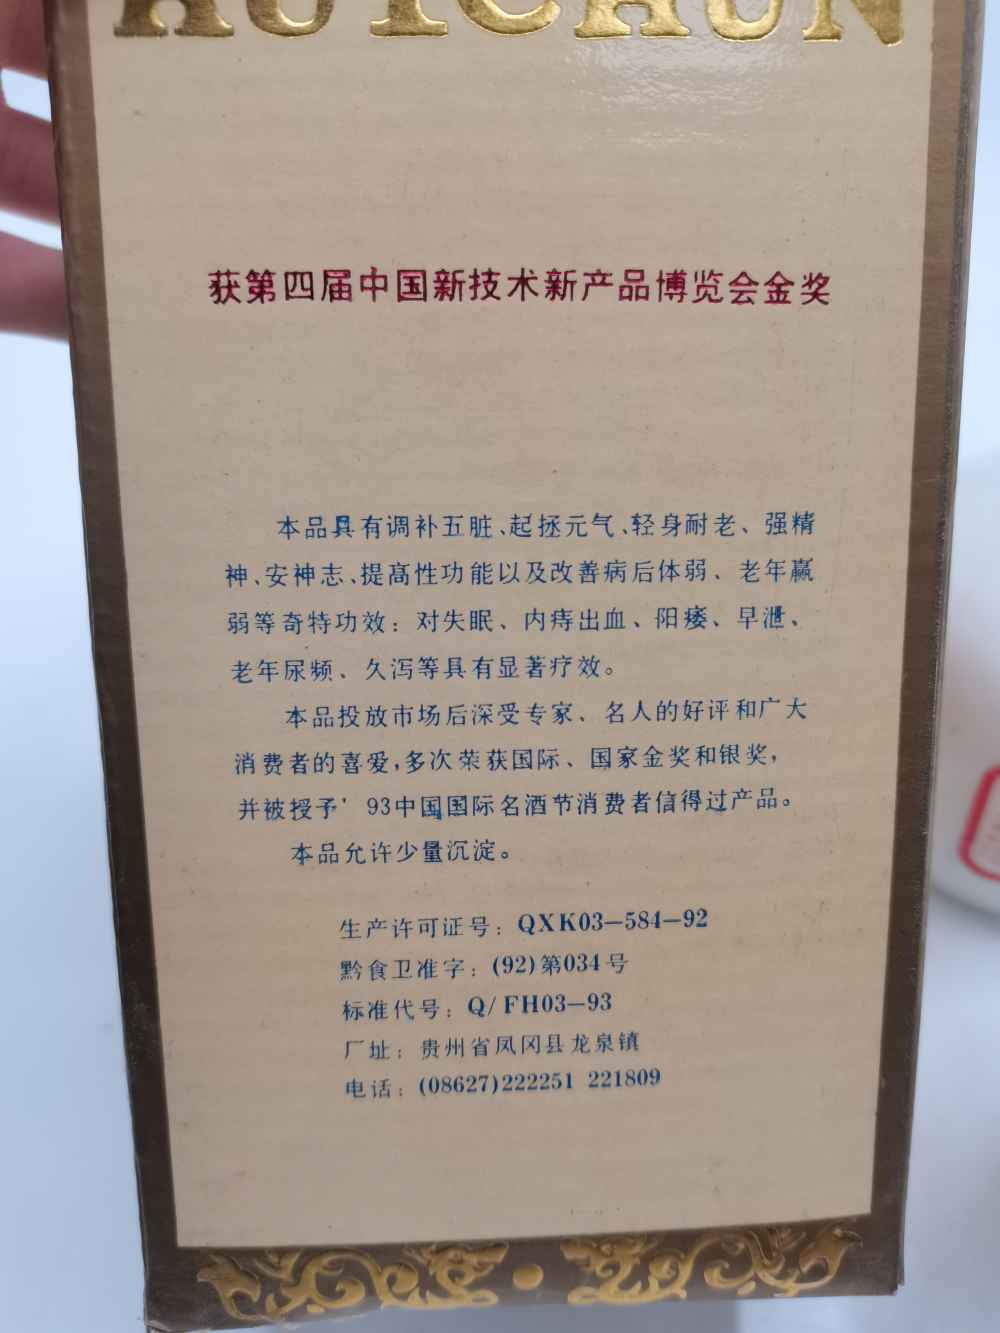 获第四届中国新技术新产品博览会金奖
本品具有调补五脏、起拯元气、轻身耐老、强精
神、安神志、提高性功能以及改善病后体弱、老年赢
弱等奇特功效：对失眠、内痔出血、阳痿、早泄、
老年尿频、久泻等具有显著疗效。
本品投放市场后深受专家、名人的好评和广大
消费者的喜爱，多次荣获国际、国家金奖和银奖，
并被授予'93中国国际名酒节消费者信得过产品。
本品允许少量沉淀。
生产许可证号：QXK03—584—92
黔食卫准字：(92)第034号
标准代号：Q/FH03—93
厂址：贵州省凤冈县龙泉镇
电话：(08627)222251 221809